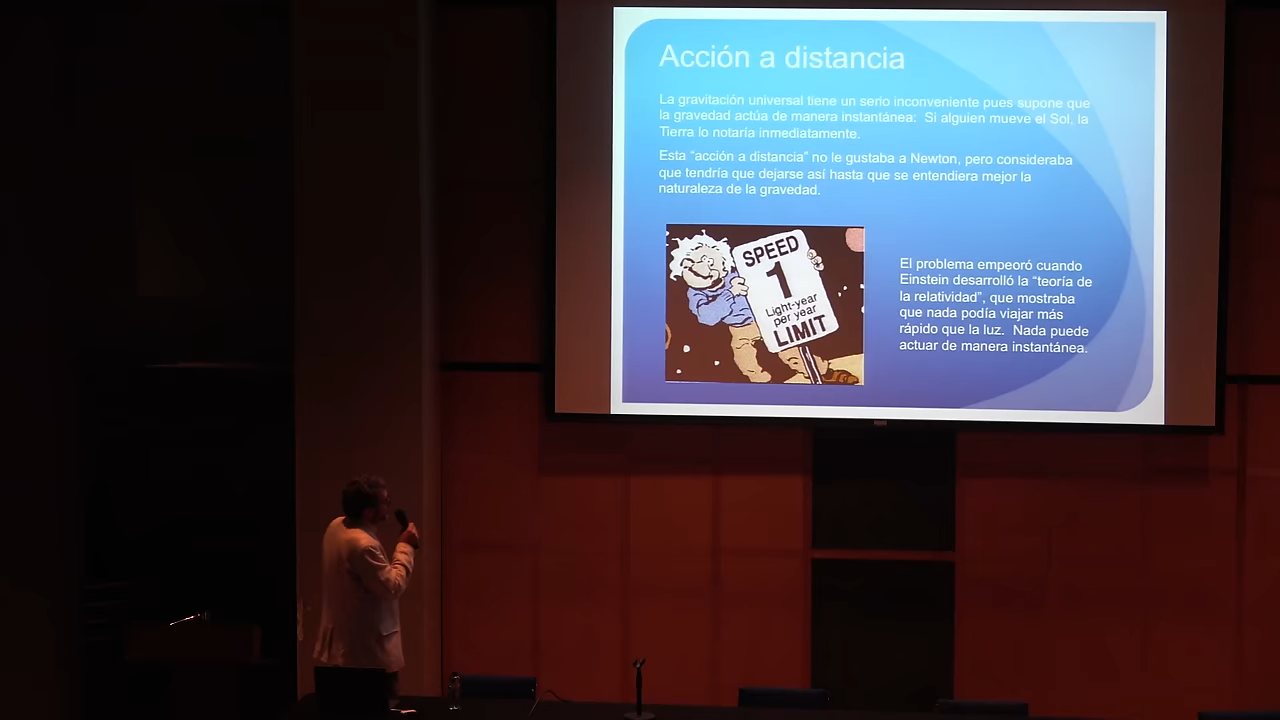 Acción a distancia
La gravitación universal tiene un serio inconveniente pues supone que
la gravedad actúa de manera instantánea:  Si alguien mueve el Sol, la
Tierra lo notaría inmediatamente.
Esta “acción a distancia” no le gustaba a Newton, pero consideraba
que tendría que dejarse así hasta que se entendiera mejor la
naturaleza de la gravedad.
SPEED
1
Light-year
per year
LIMIT
El problema empeoró cuando
Einstein desarrolló la “teoría de
la relatividad”, que mostraba
que nada podía viajar más
rápido que la luz.  Nada puede
actuar de manera instantánea.